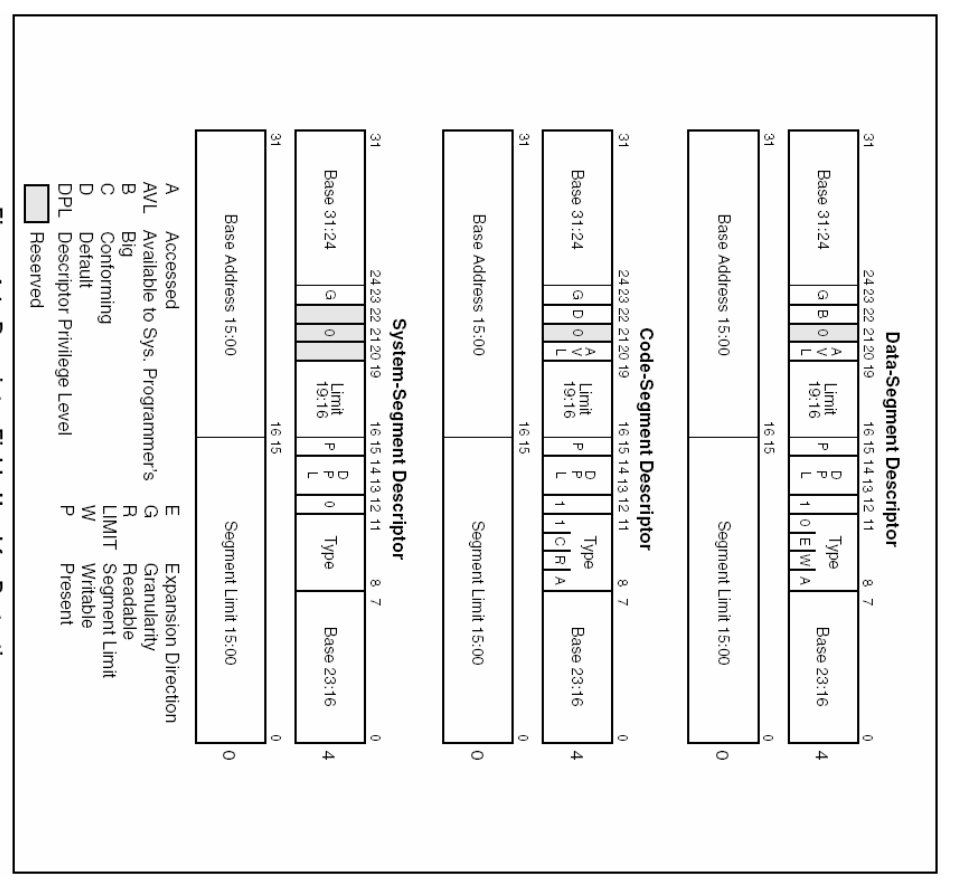 Data-Segment Descriptor
31 24 23 22 21 20 19 16 15 14 13 12 11 8 7 0
Base 31:24 G B 0 A V L Limit 19:16 P D P L 1 Type 0 E W A Base 23:16 4
31 16 15 0
Base Address 15:00 Segment Limit 15:00 0
Code-Segment Descriptor
31 24 23 22 21 20 19 16 15 14 13 12 11 8 7 0
Base 31:24 G D 0 A V L Limit 19:16 P D P L 1 Type 1 C R A Base 23:16 4
31 16 15 0
Base Address 15:00 Segment Limit 15:00 0
System-Segment Descriptor
31 24 23 22 21 20 19 16 15 14 13 12 11 8 7 0
Base 31:24 G 0 Limit 19:16 P D P L 0 Type Base 23:16 4
31 16 15 0
Base Address 15:00 Segment Limit 15:00 0
A Accessed E Expansion Direction
AVL Available to Sys. Programmer's G Granularity
B Big R Readable
C Conforming LIMIT Segment Limit
D Default W Writable
DPL Descriptor Privilege Level P Present
Reserved